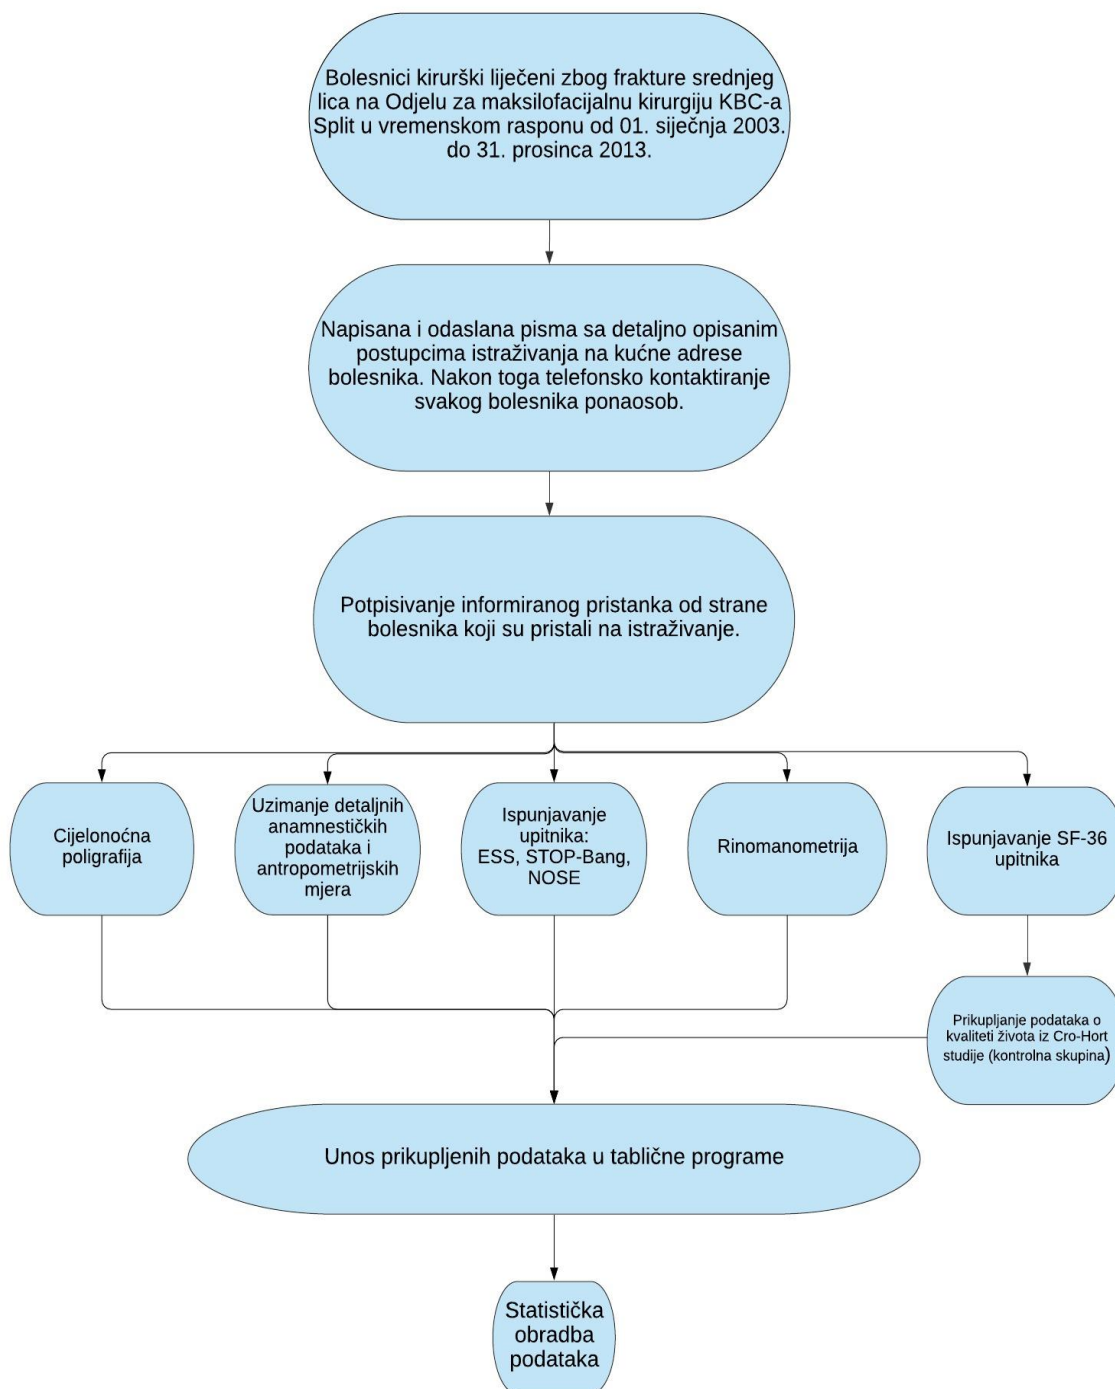 Bolesnici kirurški liječeni zbog frakture srednjeg
lica na Odjelu za maksilofacijalnu kirurgiju KBC-a
Split u vremenskom rasponu od 01. siječnja 2003.
do 31. prosinca 2013.
Napisana i odaslana pisma sa detaljno opisanim
postupcima istraživanja na kućne adrese
bolesnika. Nakon toga telefonsko kontaktiranje
svakog bolesnika ponaosob.
Potpisivanje informiranog pristanka od strane
bolesnika koji su pristali na istraživanje.
Cijelonoćna
poligrafija
Uzimanje detaljnih
anamnestičkih
podataka i
antropometrijskih
mjera
Ispunjavanje
upitnika:
ESS, STOP-Bang,
NOSE
Rinomanometrija
Ispunjavanje SF-36
upitnika
Prikupljanje podataka o
kvaliteti života iz Cro-Hort
studije (kontrolna skupina)
Unos prikupljenih podataka u tablične programe
Statistička
obradba
podataka